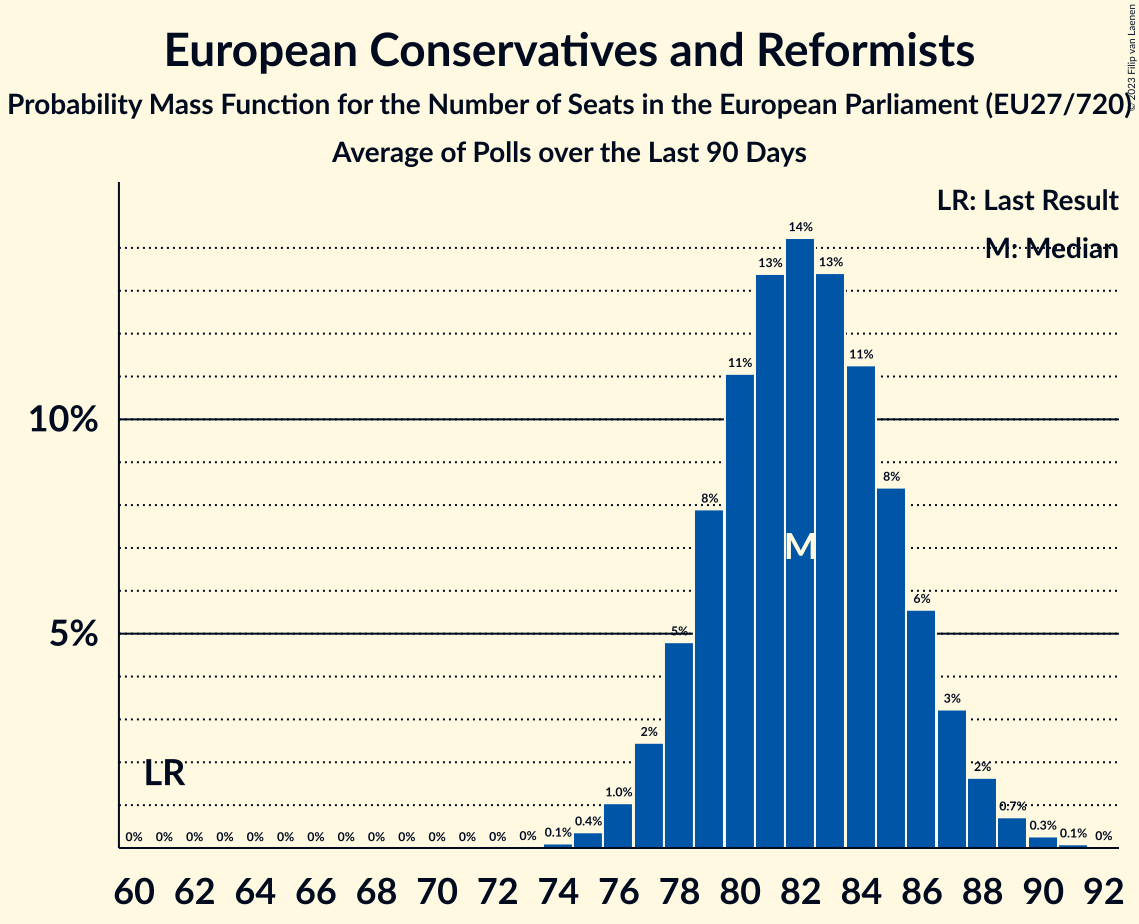 European Conservatives and Reformists
Probability Mass Function for the Number of Seats in the European Parliament (EU27/720)
Average of Polls over the Last 90 Days
© 2023 Filip van Laenen
LR: Last Result
M: Median
14%
13% 13%
11% 11%
10%
8% 8%
M
6%
5% 5%
3%
2% 2%
LR
1.0% 0.7%
0% 0% 0% 0% 0% 0% 0% 0% 0% 0% 0% 0% 0% 0% 0.1% 0.4% 0.3% 0.1% 0%
60 62 64 66 68 70 72 74 76 78 80 82 84 86 88 90 92